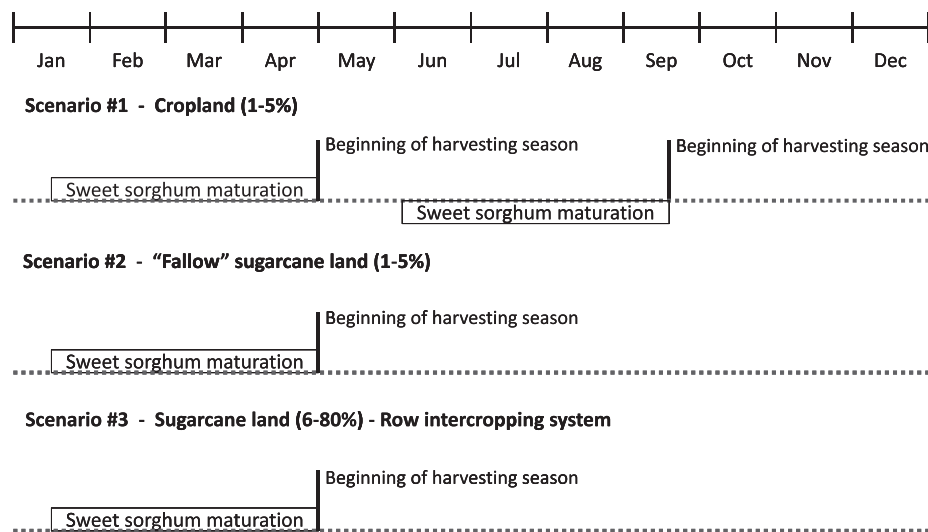 Jan Feb Mar Apr May Jun Jul Aug Sep Oct Nov Dec
Scenario #1 - Cropland (1-5%)
Beginning of harvesting season Beginning of harvesting season
Sweet sorghum maturation
Sweet sorghum maturation
Scenario #2 - “Fallow” sugarcane land (1-5%)
Beginning of harvesting season
Sweet sorghum maturation
Scenario #3 - Sugarcane land (6-80%) - Row intercropping system
Beginning of harvesting season
Sweet sorghum maturation